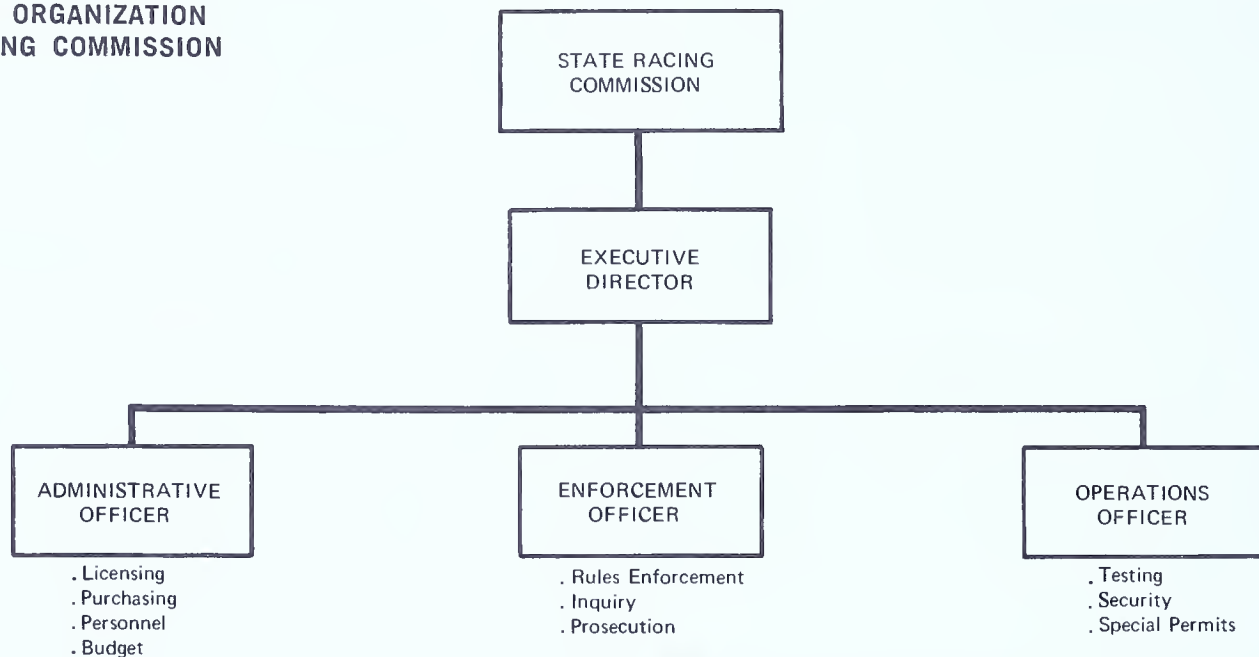 ORGANIZATION
NG COMMISSION
STATE RACING
COMMISSION
EXECUTIVE
DIRECTOR
ADMINISTRATIVE
OFFICER
. Licensing
. Purchasing
. Personnel
. Budget
ENFORCEMENT
OFFICER
. Rules Enforcement
. Inquiry
. Prosecution
OPERATIONS
OFFICER
. Testing
. Security
. Special Permits